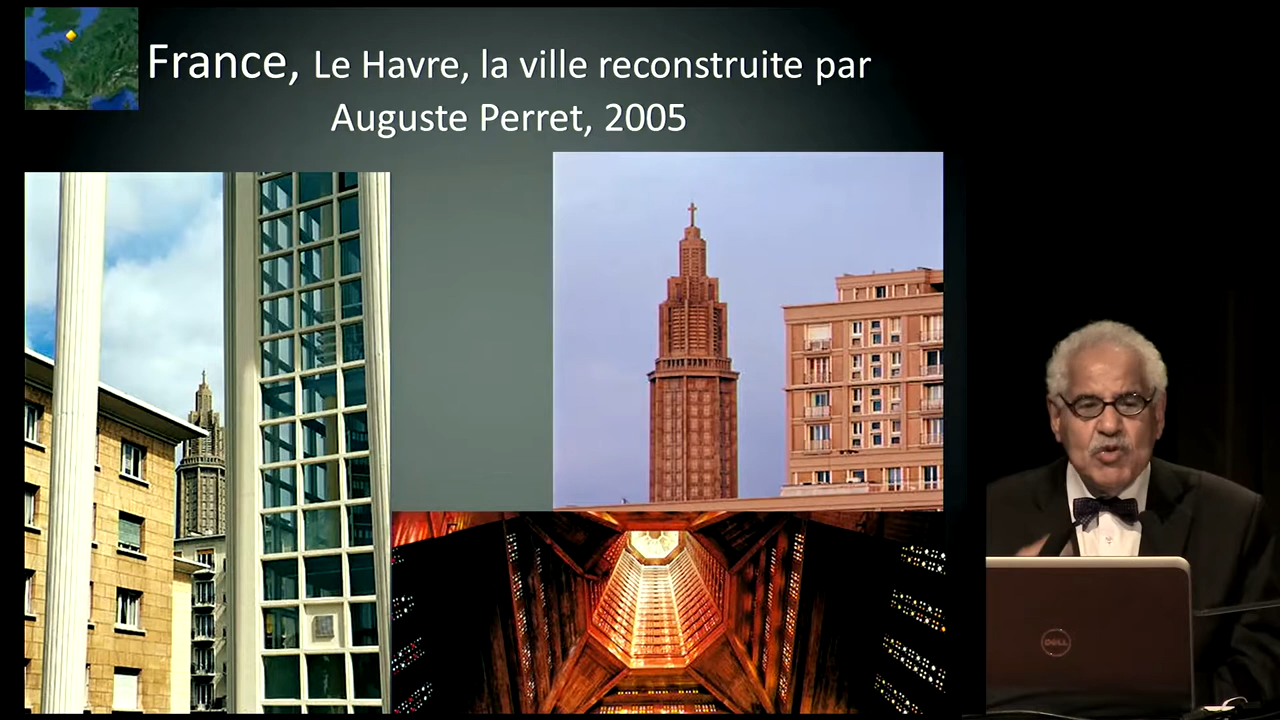 France, Le Havre, la ville reconstruite par
Auguste Perret, 2005
DELL